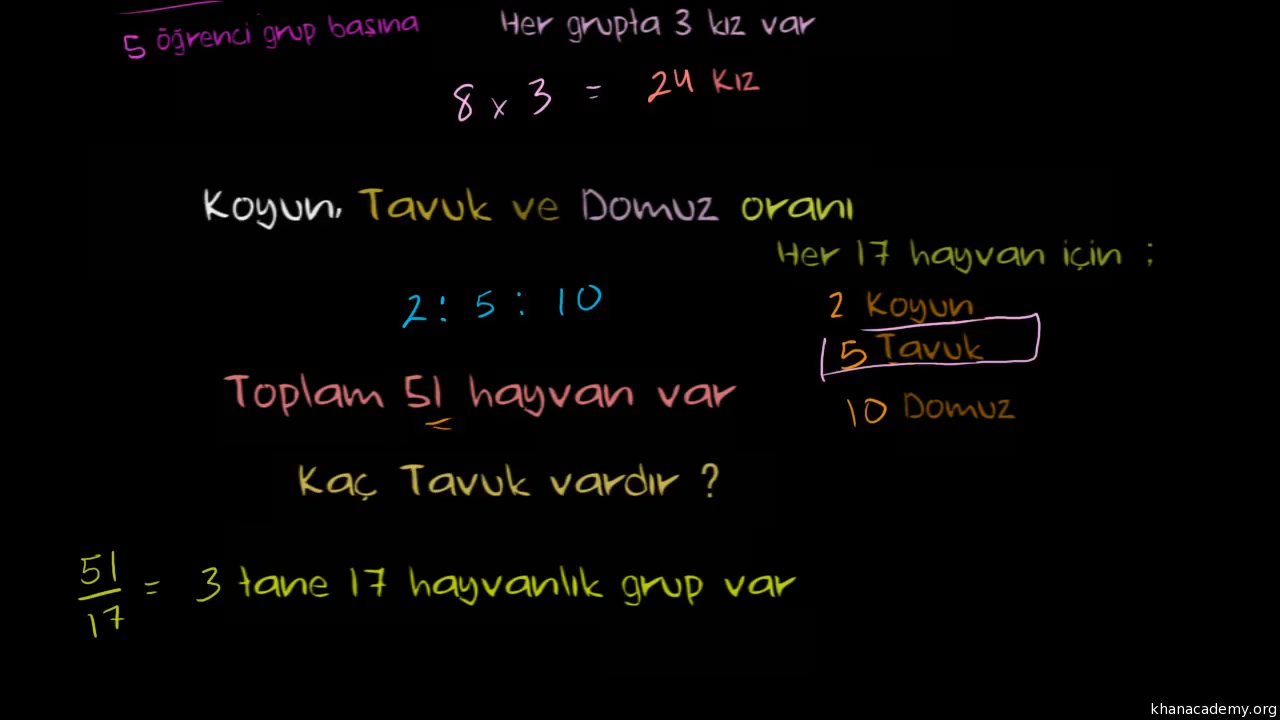 5 öğrenci grup başına
Her grupta 3 kız var
8 x 3 = 24 Kız
Koyun, Tavuk ve Domuz oranı
Her 17 hayvan için ;
2 : 5 : 10
2 Koyun
5 Tavuk
Toplam 51 hayvan var
10 Domuz
Kaç Tavuk vardır ?
51/17 = 3 tane 17 hayvanlık grup var
khanacademy.org